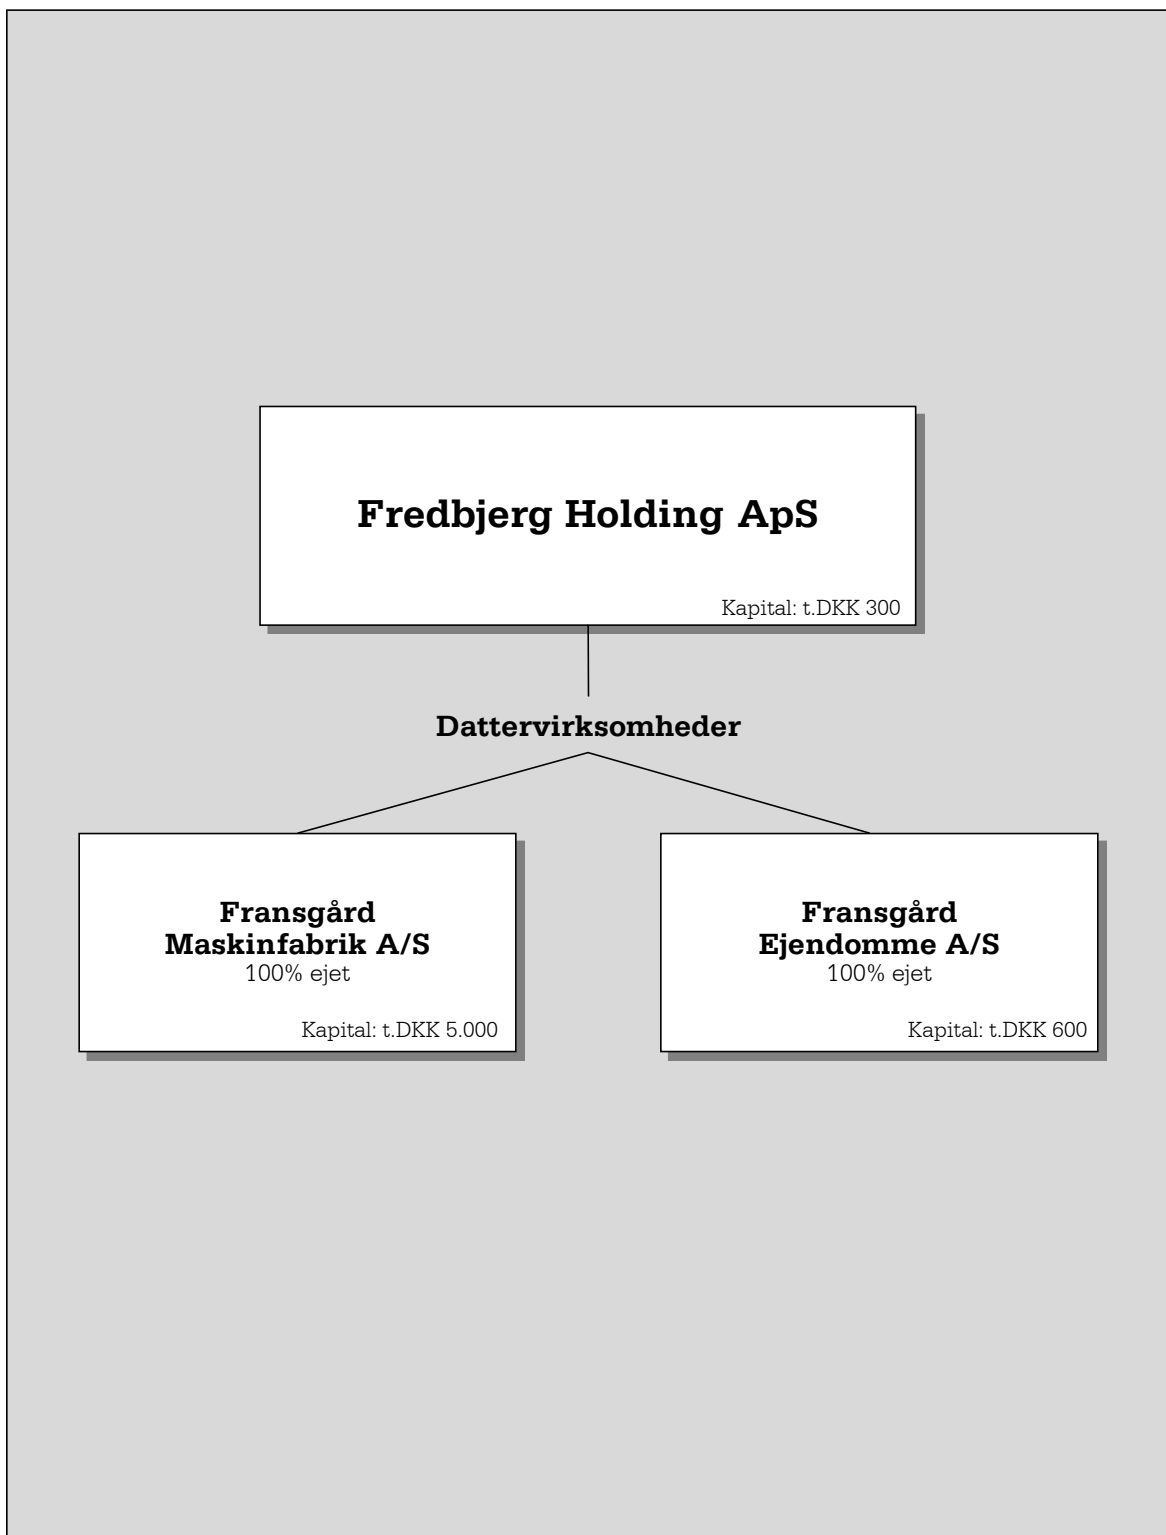 Fredbjerg Holding ApS
Kapital: t.DKK 300
Dattervirksomheder
Fransgård
Maskinfabrik A/S
100% ejet
Kapital: t.DKK 5.000
Fransgård
Ejendomme A/S
100% ejet
Kapital: t.DKK 600